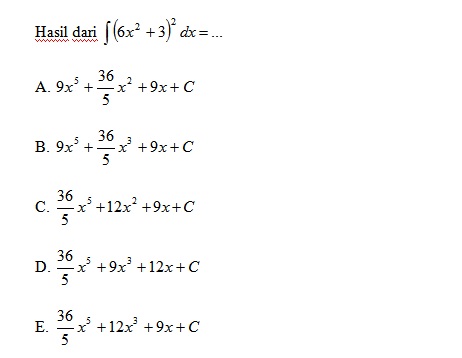 Hasil dari ∫(6x² + 3)² dx = ...
A. 9x⁵ + 36/5 x² + 9x + C
B. 9x⁵ + 36/5 x³ + 9x + C
C. 36/5 x⁵ + 12x² + 9x + C
D. 36/5 x⁵ + 9x³ + 12x + C
E. 36/5 x⁵ + 12x³ + 9x + C